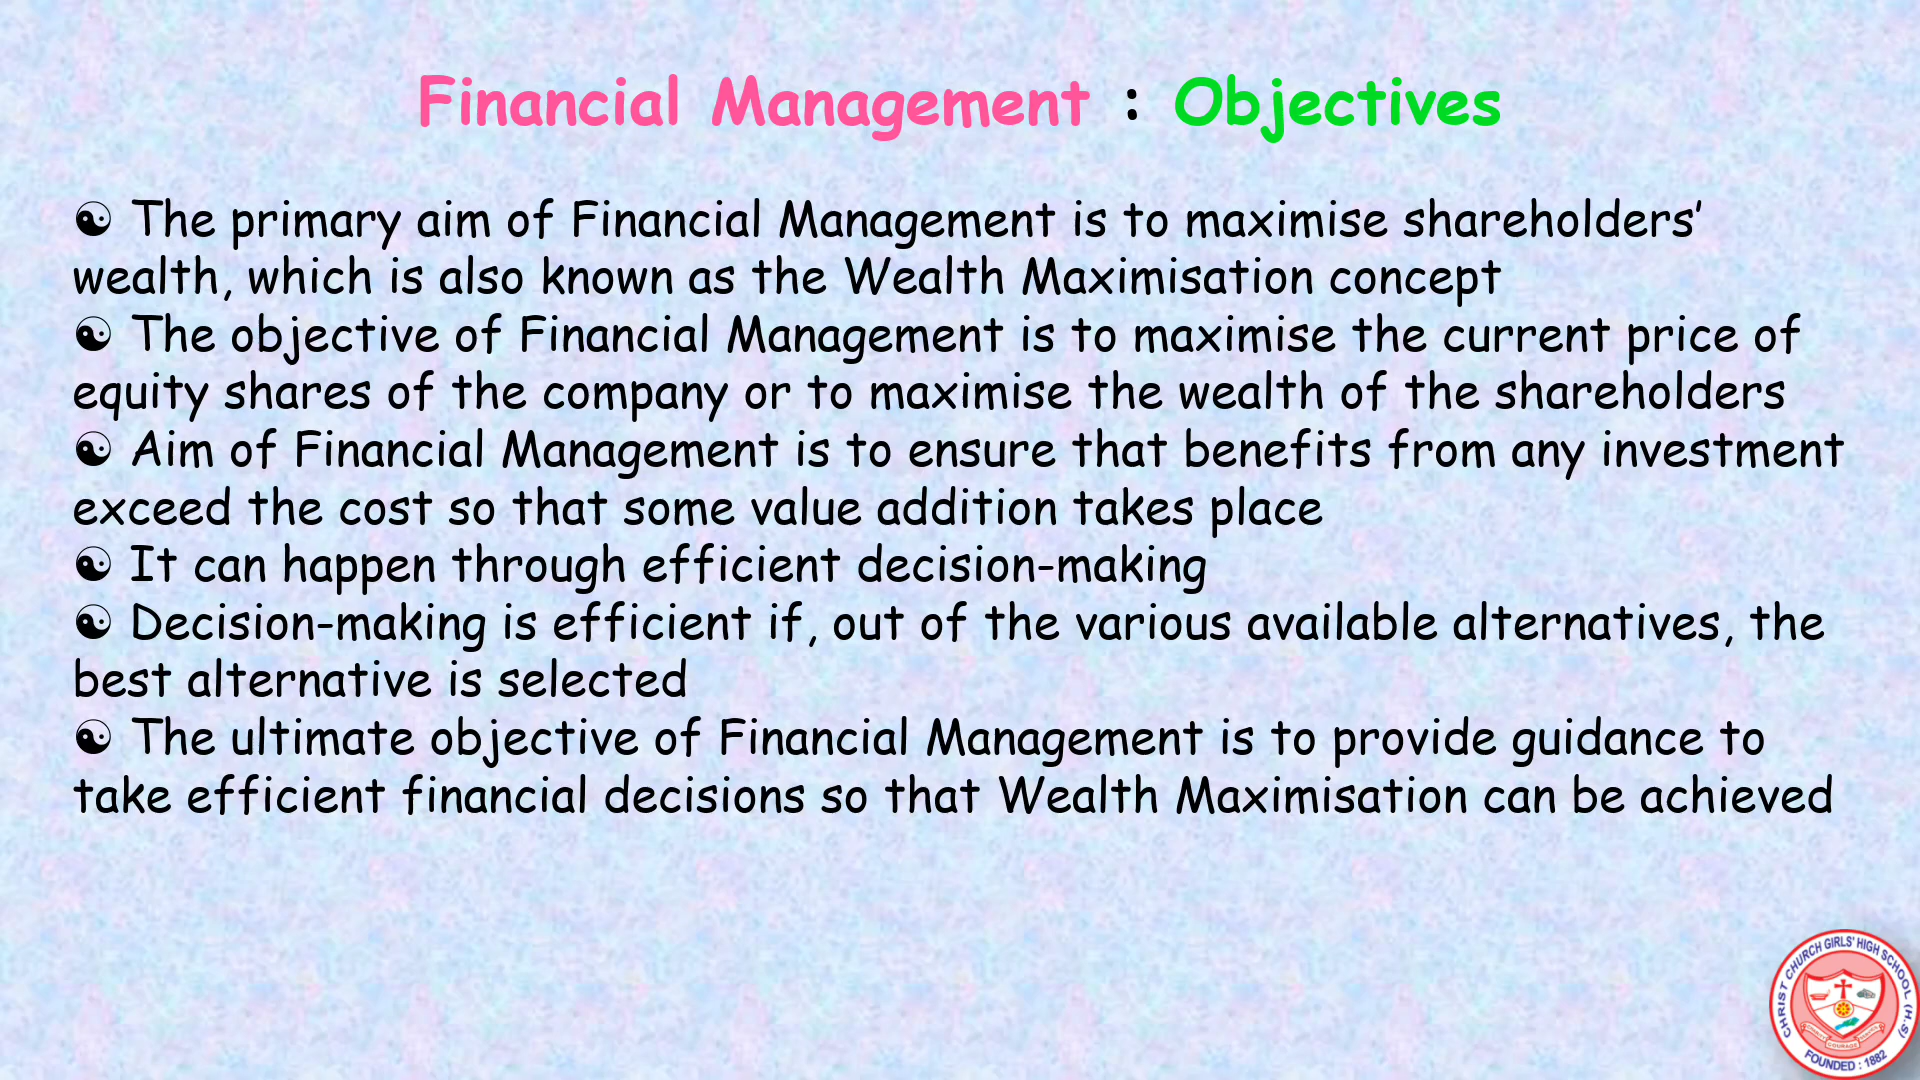 Financial Management : Objectives
☯ The primary aim of Financial Management is to maximise shareholders’
wealth, which is also known as the Wealth Maximisation concept
☯ The objective of Financial Management is to maximise the current price of
equity shares of the company or to maximise the wealth of the shareholders
☯ Aim of Financial Management is to ensure that benefits from any investment
exceed the cost so that some value addition takes place
☯ It can happen through efficient decision-making
☯ Decision-making is efficient if, out of the various available alternatives, the
best alternative is selected
☯ The ultimate objective of Financial Management is to provide guidance to
take efficient financial decisions so that Wealth Maximisation can be achieved
CHRIST CHURCH GIRLS' HIGH SCHOOL (H.S)
COURAGE
FOUNDED : 1882